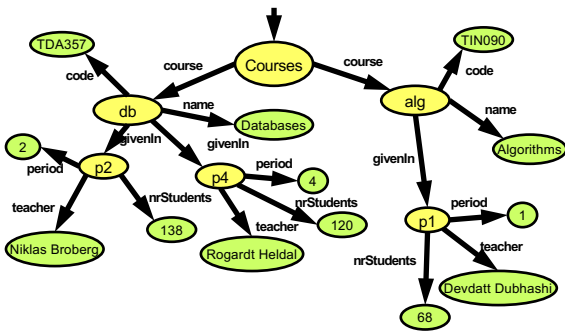 TDA357
course
Courses
course
TIN090
code
code
db
alg
name
Databases
name
givenIn
givenIn
Algorithms
2
period
p2
p4
period
4
givenIn
teacher
nrStudents
nrStudents
period
1
p1
138
teacher
120
teacher
Niklas Broberg
Rogardt Heldal
nrStudents
Devdatt Dubhashi
68